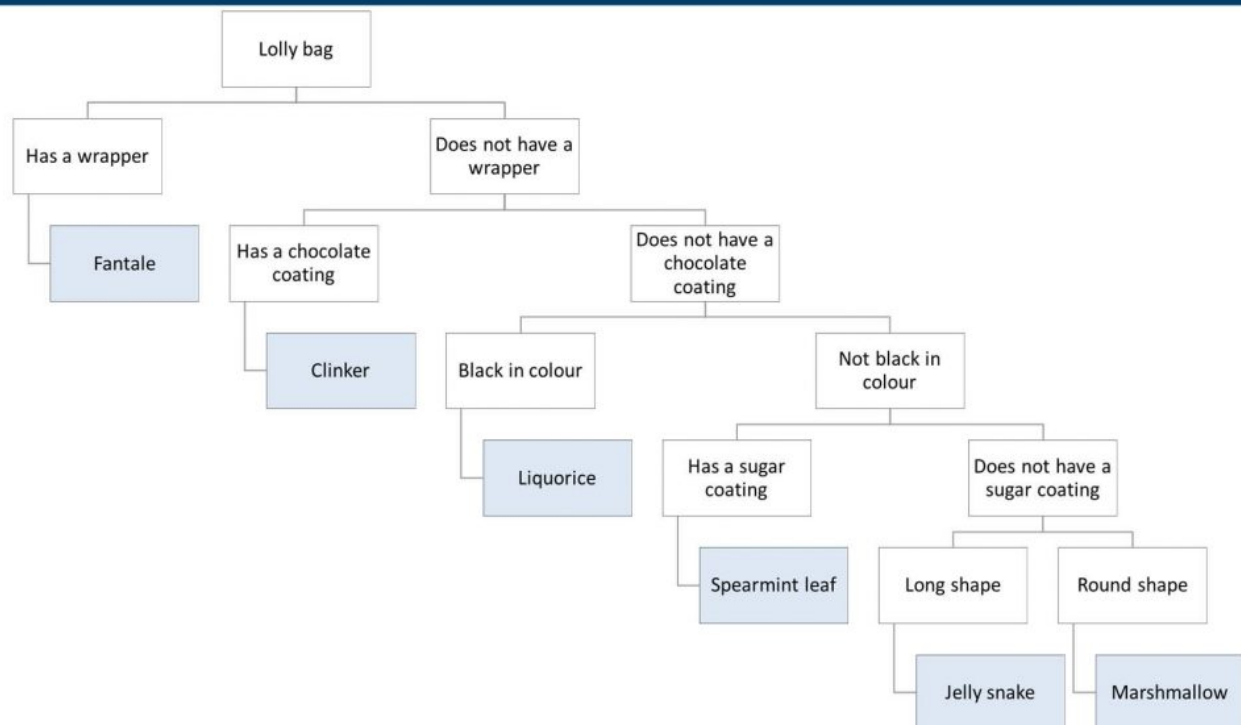 Lolly bag
Has a wrapper
Does not have a
wrapper
Fantale
Has a chocolate
coating
Does not have a
chocolate
coating
Clinker
Black in colour
Not black in
colour
Liquorice
Has a sugar
coating
Does not have a
sugar coating
Spearmint leaf
Long shape
Round shape
Jelly snake
Marshmallow